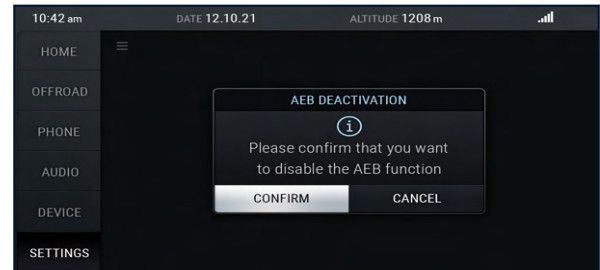 10:42 am DATE 12.10.21 ALTITUDE 1208 m
HOME
OFFROAD
PHONE
AUDIO
DEVICE
SETTINGS
AEB DEACTIVATION
Please confirm that you want
to disable the AEB function
CONFIRM CANCEL